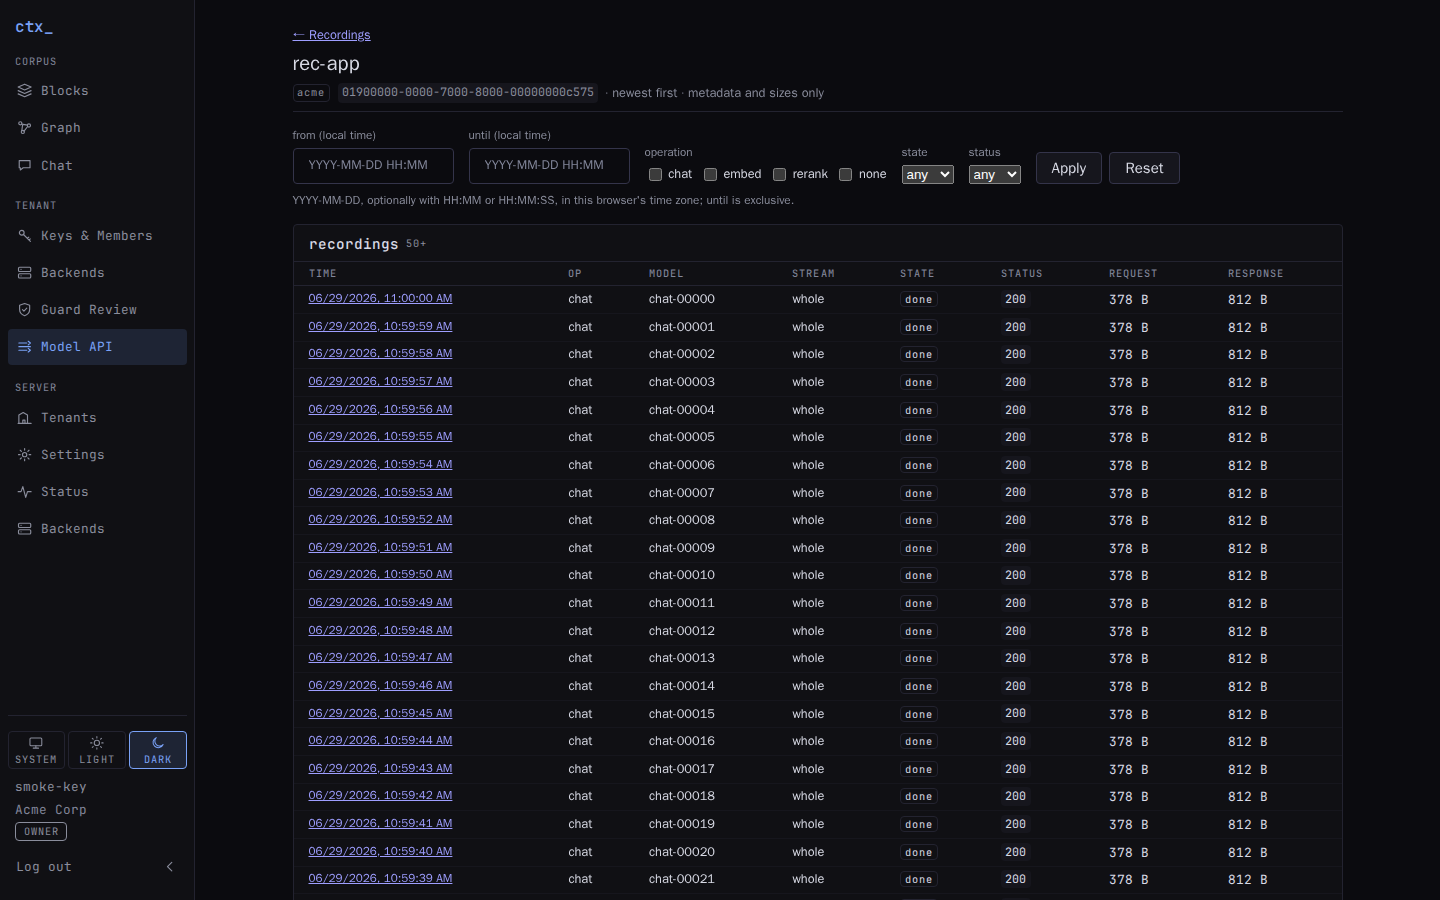 ctx_
CORPUS
Blocks
Graph
Chat
TENANT
Keys & Members
Backends
Guard Review
Model API
SERVER
Tenants
Settings
Status
Backends
SYSTEM LIGHT DARK
smoke-key
Acme Corp
OWNER
Log out
← Recordings
rec-app
acme 01900000-0000-7000-8000-00000000c575 · newest first · metadata and sizes only
from (local time) until (local time) operation state status
YYYY-MM-DD HH:MM YYYY-MM-DD HH:MM chat embed rerank none any any Apply Reset
YYYY-MM-DD, optionally with HH:MM or HH:MM:SS, in this browser's time zone; until is exclusive.
recordings 50+
TIME OP MODEL STREAM STATE STATUS REQUEST RESPONSE
06/29/2026, 11:00:00 AM chat chat-00000 whole done 200 378 B 812 B
06/29/2026, 10:59:59 AM chat chat-00001 whole done 200 378 B 812 B
06/29/2026, 10:59:58 AM chat chat-00002 whole done 200 378 B 812 B
06/29/2026, 10:59:57 AM chat chat-00003 whole done 200 378 B 812 B
06/29/2026, 10:59:56 AM chat chat-00004 whole done 200 378 B 812 B
06/29/2026, 10:59:55 AM chat chat-00005 whole done 200 378 B 812 B
06/29/2026, 10:59:54 AM chat chat-00006 whole done 200 378 B 812 B
06/29/2026, 10:59:53 AM chat chat-00007 whole done 200 378 B 812 B
06/29/2026, 10:59:52 AM chat chat-00008 whole done 200 378 B 812 B
06/29/2026, 10:59:51 AM chat chat-00009 whole done 200 378 B 812 B
06/29/2026, 10:59:50 AM chat chat-00010 whole done 200 378 B 812 B
06/29/2026, 10:59:49 AM chat chat-00011 whole done 200 378 B 812 B
06/29/2026, 10:59:48 AM chat chat-00012 whole done 200 378 B 812 B
06/29/2026, 10:59:47 AM chat chat-00013 whole done 200 378 B 812 B
06/29/2026, 10:59:46 AM chat chat-00014 whole done 200 378 B 812 B
06/29/2026, 10:59:45 AM chat chat-00015 whole done 200 378 B 812 B
06/29/2026, 10:59:44 AM chat chat-00016 whole done 200 378 B 812 B
06/29/2026, 10:59:43 AM chat chat-00017 whole done 200 378 B 812 B
06/29/2026, 10:59:42 AM chat chat-00018 whole done 200 378 B 812 B
06/29/2026, 10:59:41 AM chat chat-00019 whole done 200 378 B 812 B
06/29/2026, 10:59:40 AM chat chat-00020 whole done 200 378 B 812 B
06/29/2026, 10:59:39 AM chat chat-00021 whole done 200 378 B 812 B